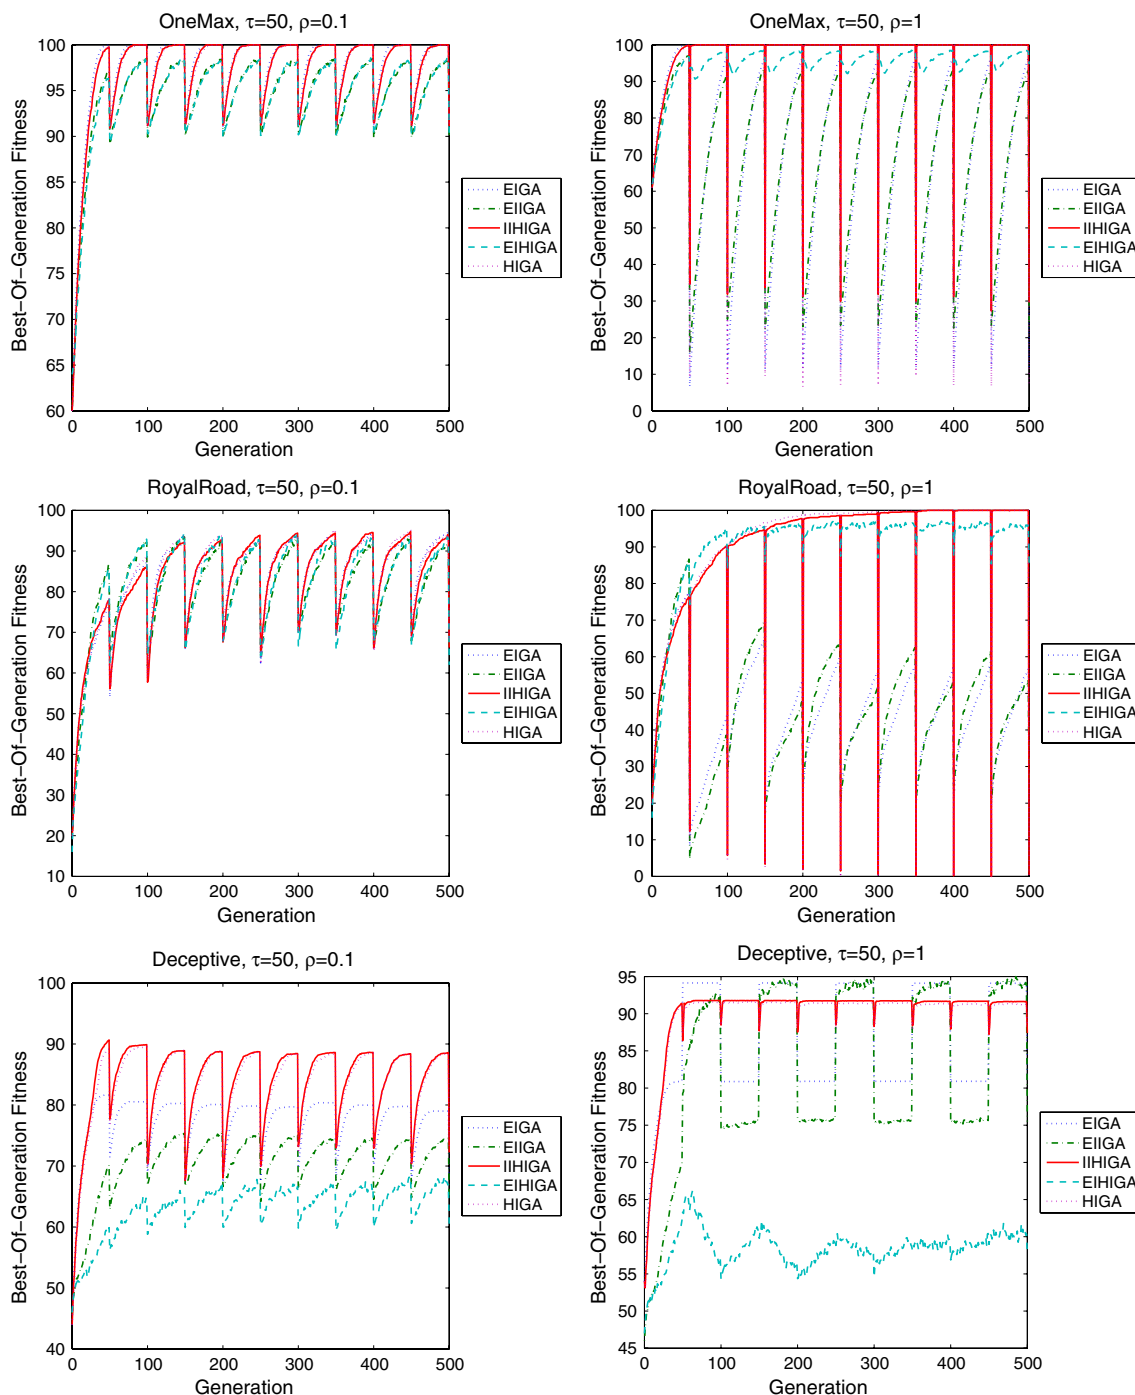 OneMax, τ=50, ρ=0.1
Best-Of-Generation Fitness
100
95
90
85
80
75
70
65
60
0 100 200 300 400 500
Generation
EIGA
EIIGA
IIHIGA
EIHIGA
HIGA
OneMax, τ=50, ρ=1
Best-Of-Generation Fitness
100
90
80
70
60
50
40
30
20
10
0
0 100 200 300 400 500
Generation
EIGA
EIIGA
IIHIGA
EIHIGA
HIGA
RoyalRoad, τ=50, ρ=0.1
Best-Of-Generation Fitness
100
90
80
70
60
50
40
30
20
10
0 100 200 300 400 500
Generation
EIGA
EIIGA
IIHIGA
EIHIGA
HIGA
RoyalRoad, τ=50, ρ=1
Best-Of-Generation Fitness
100
90
80
70
60
50
40
30
20
10
0
0 100 200 300 400 500
Generation
EIGA
EIIGA
IIHIGA
EIHIGA
HIGA
Deceptive, τ=50, ρ=0.1
Best-Of-Generation Fitness
100
90
80
70
60
50
40
0 100 200 300 400 500
Generation
EIGA
EIIGA
IIHIGA
EIHIGA
HIGA
Deceptive, τ=50, ρ=1
Best-Of-Generation Fitness
95
90
85
80
75
70
65
60
55
50
45
0 100 200 300 400 500
Generation
EIGA
EIIGA
IIHIGA
EIHIGA
HIGA